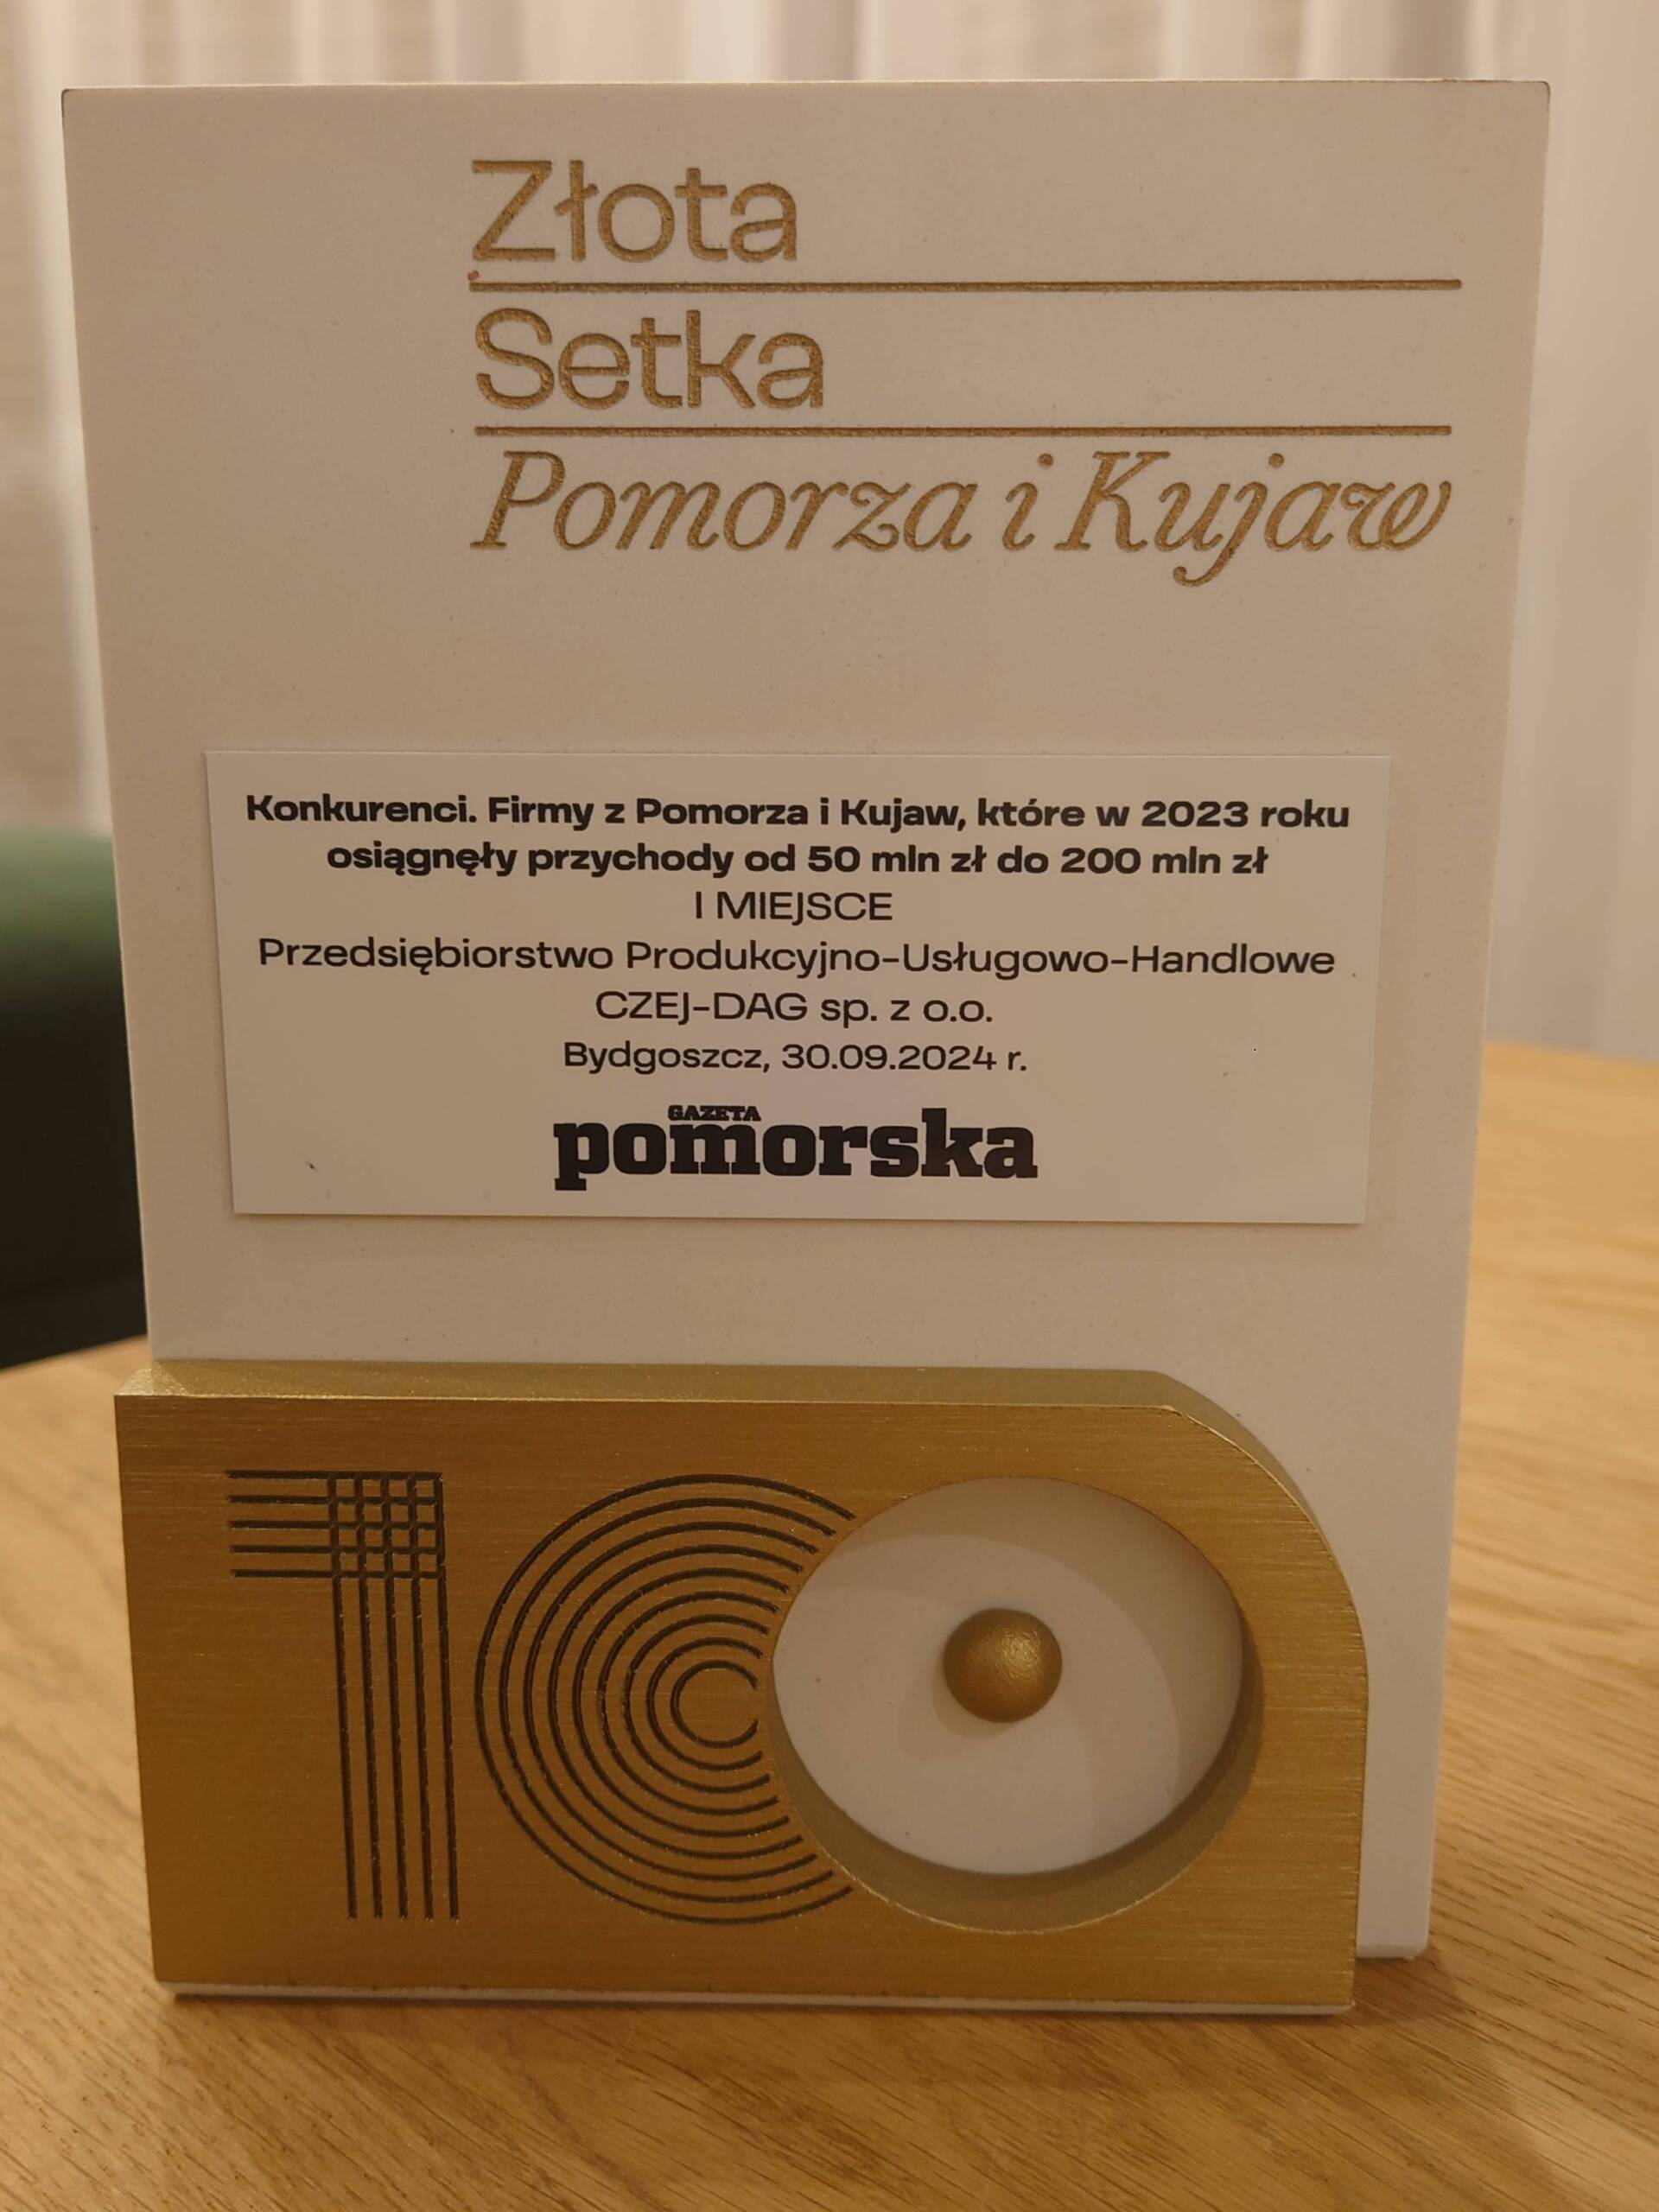 Złota
Setka
Pomorza i Kujaw
Konkurenci. Firmy z Pomorza i Kujaw, które w 2023 roku
osiągnęły przychody od 50 mln zł do 200 mln zł
I MIEJSCE
Przedsiębiorstwo Produkcyjno-Usługowo-Handlowe
CZEJ-DAG sp. z o.o.
Bydgoszcz, 30.09.2024 r.
GAZETA
pomorska
100